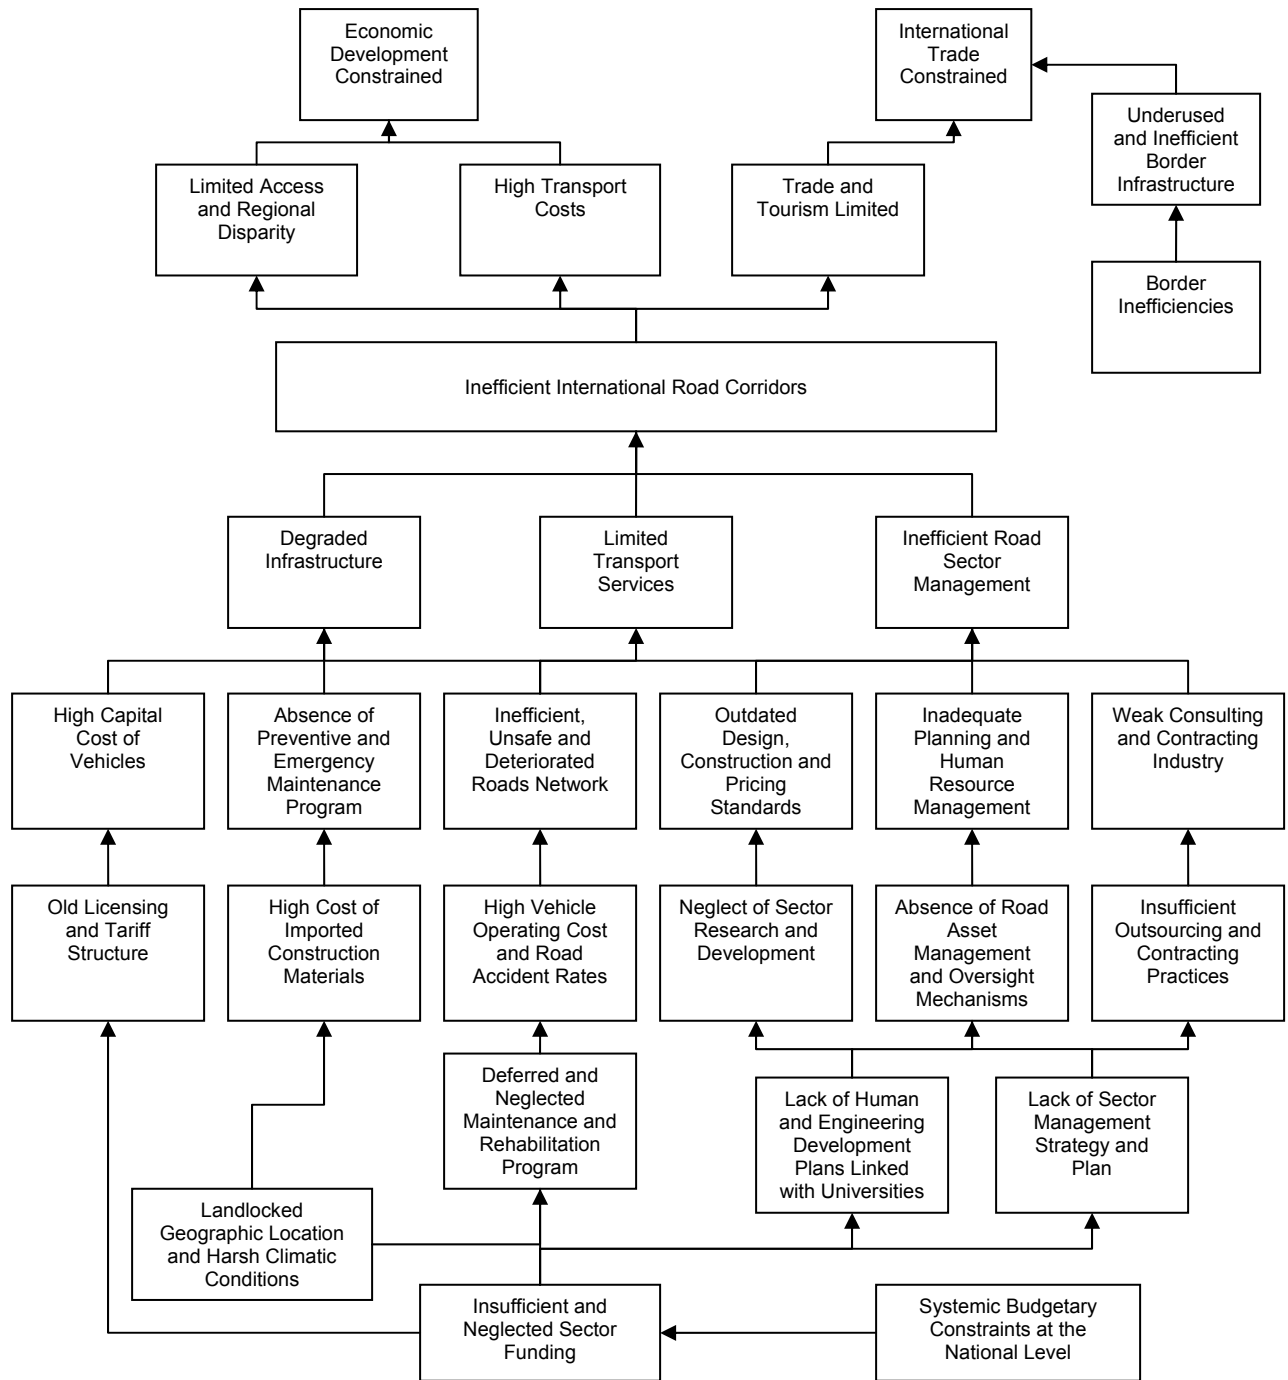 Economic
Development
Constrained
International
Trade
Constrained
Underused
and Inefficient
Border
Infrastructure
Limited Access
and Regional
Disparity
High Transport
Costs
Trade and
Tourism Limited
Border
Inefficiencies
Inefficient International Road Corridors
Degraded
Infrastructure
Limited
Transport
Services
Inefficient Road
Sector
Management
High Capital
Cost of
Vehicles
Absence of
Preventive and
Emergency
Maintenance
Program
Inefficient,
Unsafe and
Deteriorated
Roads Network
Outdated
Design,
Construction and
Pricing
Standards
Inadequate
Planning and
Human
Resource
Management
Weak Consulting
and Contracting
Industry
Old Licensing
and Tariff
Structure
High Cost of
Imported
Construction
Materials
High Vehicle
Operating Cost
and Road
Accident Rates
Neglect of Sector
Research and
Development
Absence of Road
Asset
Management
and Oversight
Mechanisms
Insufficient
Outsourcing and
Contracting
Practices
Deferred and
Neglected
Maintenance and
Rehabilitation
Program
Lack of Human
and Engineering
Development
Plans Linked
with Universities
Lack of Sector
Management
Strategy and
Plan
Landlocked
Geographic Location
and Harsh Climatic
Conditions
Insufficient and
Neglected Sector
Funding
Systemic Budgetary
Constraints at the
National Level